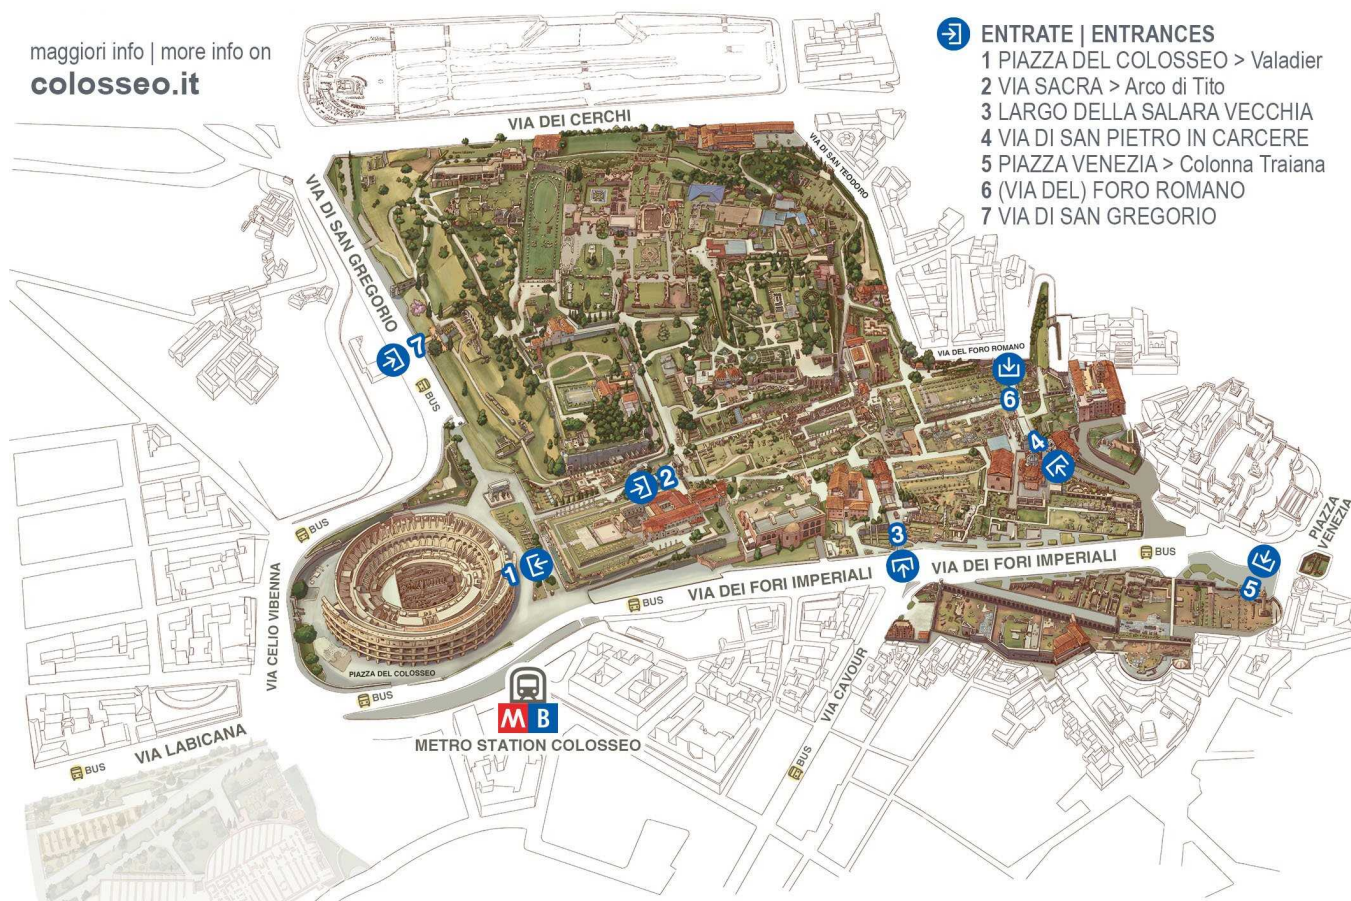 maggiori info | more info on
colosseo.it
ENTRATE | ENTRANCES
1 PIAZZA DEL COLOSSEO > Valadier
2 VIA SACRA > Arco di Tito
3 LARGO DELLA SALARA VECCHIA
4 VIA DI SAN PIETRO IN CARCERE
5 PIAZZA VENEZIA > Colonna Traiana
6 (VIA DEL) FORO ROMANO
7 VIA DI SAN GREGORIO
VIA DEI CERCHI
VIA DI SAN TEODORO
VIA DI SAN GREGORIO
7
BUS
VIA DEL FORO ROMANO
6
4
2
3
1
BUS
VIA DEI FORI IMPERIALI
VIA DEI FORI IMPERIALI
BUS
PIAZZA
VENEZIA
5
BUS
VIA CELIO VIBENNA
PIAZZA DEL COLOSSEO
BUS
VIA CAVOUR
BUS
M B
METRO STATION COLOSSEO
VIA LABICANA
BUS